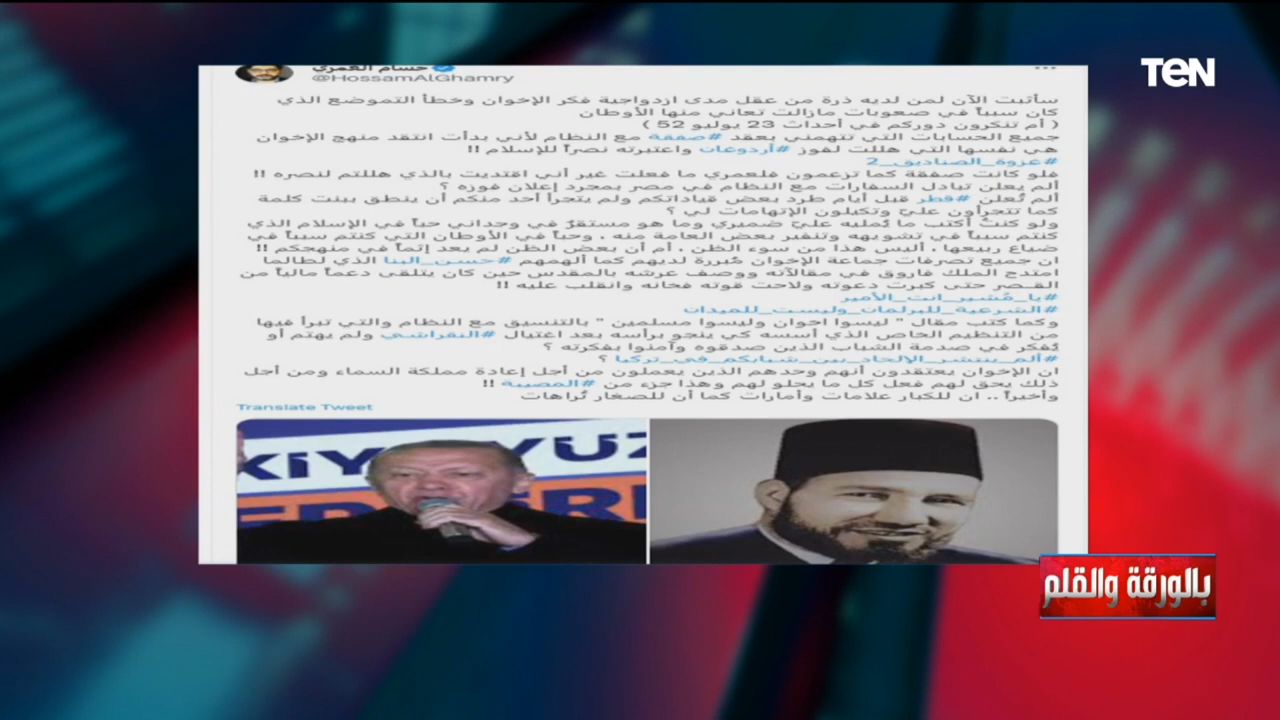 TEN
حسام الغمري
@HossamAlGhamry
سأثبت الآن لمن لديه ذرة من عقل مدى ازدواجية فكر الإخوان وخطأ التموضع الذي
كان سبباً في صعوبات مازالت تعاني منها الأوطان
( أم تنكرون دوركم في أحداث 23 يوليو 52 )
جميع الحسابات التي تتهمني بعقد #صفقة مع النظام لأني بدأت انتقد منهج الإخوان
هي نفسها التي هللت لفوز #أردوغان واعتبرته نصراً للإسلام !!
#غزوة_الصناديق_2
فلو كانت صفقة كما تزعمون فلعمري ما فعلت غير أني اقتديت بالذي هللتم لنصره !!
ألم يعلن تبادل السفارات مع النظام في مصر بمجرد إعلان فوزه ؟
ألم تُعلن #قطر قبل أيام طرد بعض قياداتكم ولم يتجرأ احد منكم أن ينطق ببنت كلمة
كما تتجرأون عليّ وتكيلون الإتهامات لي ؟
ولو كنت أكتب ما يُمليه عليّ ضميري وما هو مستقرٌ في وجداني حباً في الإسلام الذي
كنتم سبباً في تشويهه وتنفير بعض العامة منه ، وحباً في الأوطان التي كنتم سبباً في
ضياع ربيعها ، أليس هذا من سوء الظن ، أم أن بعض الظن لم يعد إثماً في منهجكم !!
ان جميع تصرفات جماعة الإخوان مُبررة لديهم كما ألهمهم #حسن_البنا الذي لطالما
امتدح الملك فاروق في مقالاته ووصف عرشه بالمقدس حين كان يتلقى دعماً مالياً من
القصر حتى كبرت دعوته ولاحت قوته فخانه وانقلب عليه !!
#يا_مُشير_انت_الأمير
#الشرعية_للبرلمان_وليست_للميدان
وكما كتب مقال " ليسوا اخوان وليسوا مسلمين " بالتنسيق مع النظام والتي تبرأ فيها
من التنظيم الخاص الذي أسسه كي ينجو برأسه بعد اغتيال #النقراشي ولم يهتم أو
يُفكر في صدمة الشباب الذين صدقوه وآمنوا بفكرته ؟
#ألم_ينتشر_الإلحاد_بين_شبابكم_في_تركيا ؟
ان الإخوان يعتقدون أنهم وحدهم الذين يعملون من أجل إعادة مملكة السماء ومن أجل
ذلك يحق لهم فعل كل ما يحلو لهم وهذا جزء من #المصيبة !!
وأخيراً .. ان للكبار علامات وأمارات كما أن للصغار تُراهات
Translate Tweet
بالورقة والقلم